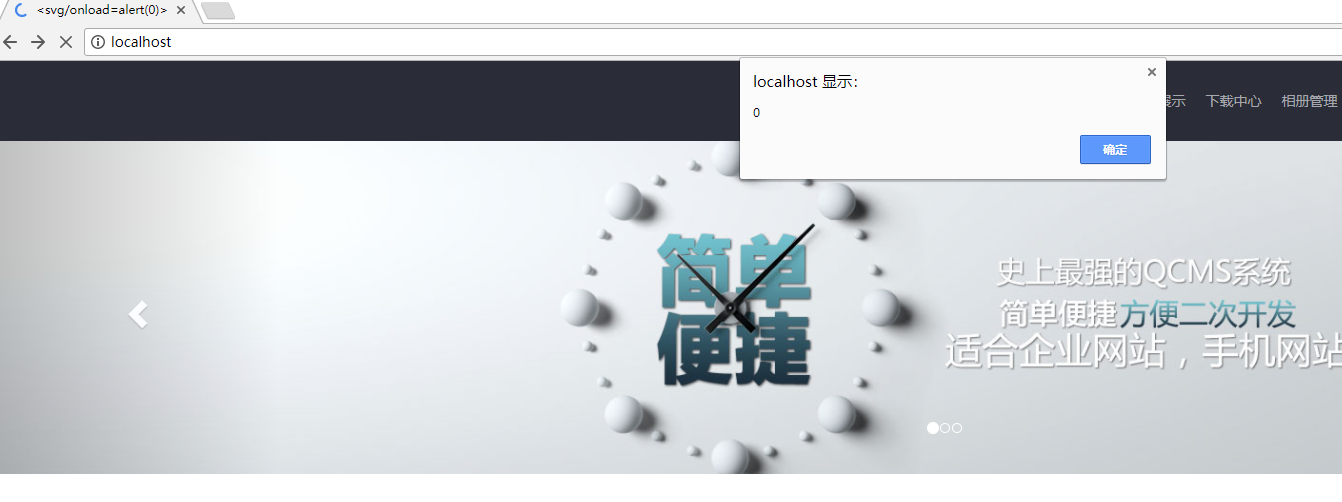 <svg/onload=alert(0)>
localhost
localhost 显示：
0
确定
展示 下载中心 相册管理
简单
便捷
史上最强的QCMS系统
简单便捷 方便二次开发
适合企业网站，手机网站